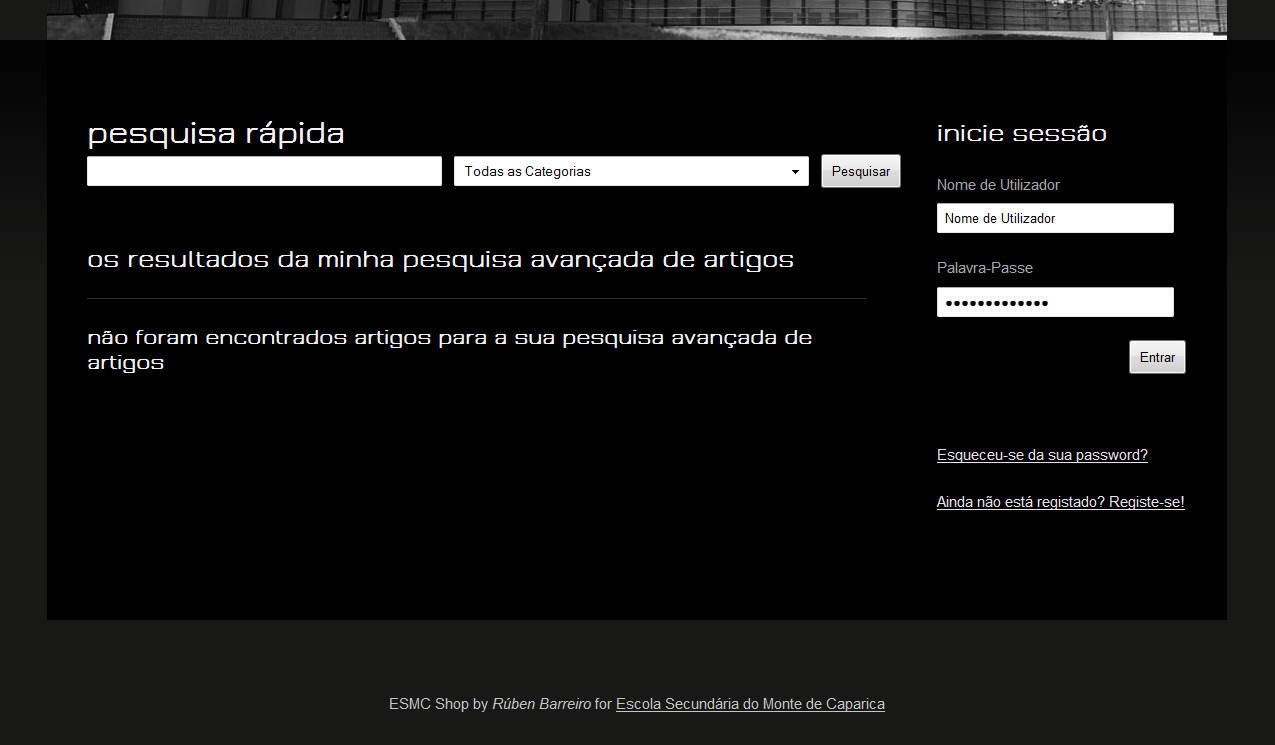 pesquisa rápida
Todas as Categorias
Pesquisar
os resultados da minha pesquisa avançada de artigos
não foram encontrados artigos para a sua pesquisa avançada de
artigos
inicie sessão
Nome de Utilizador
Nome de Utilizador
Palavra-Passe
•••••••••••••
Entrar
Esqueceu-se da sua password?
Ainda não está registado? Registe-se!
ESMC Shop by Rúben Barreiro for Escola Secundária do Monte de Caparica